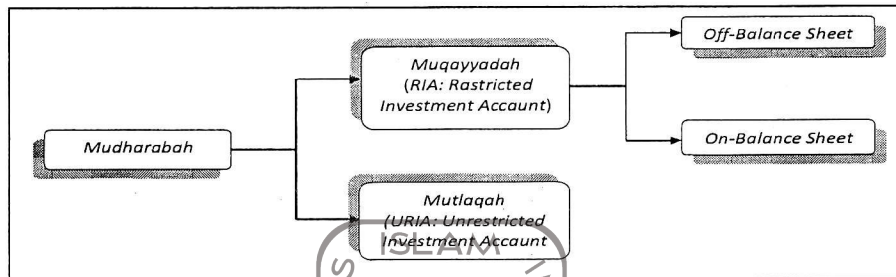 Mudharabah
Muqayyadah
(RIA: Rastricted
Investment Accaunt)
Off-Balance Sheet
On-Balance Sheet
Mutlaqah
(URIA: Unrestricted
Investment Accaunt
ISLAM